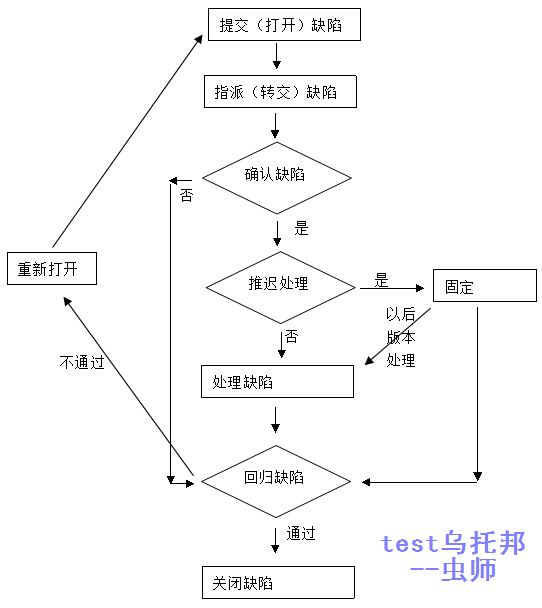 提交（打开）缺陷
指派（转交）缺陷
确认缺陷
否
是
重新打开
推迟处理
是
固定
以后
版本
处理
否
不通过
处理缺陷
回归缺陷
通过
关闭缺陷
test乌托邦
--虫师